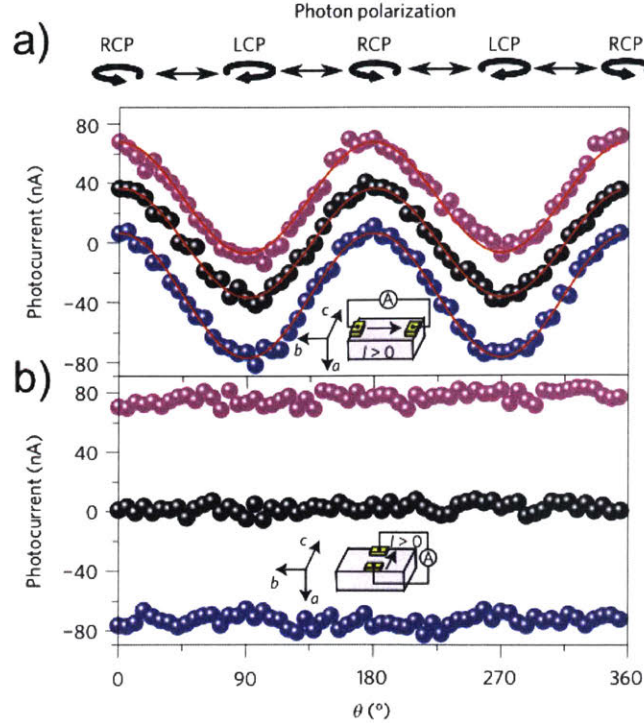 Photon polarization
a)
RCP LCP RCP LCP RCP
80
40
0
-40
-80
Photocurrent (nA)
c
b
a
A
I > 0
b)
80
40
0
-40
-80
Photocurrent (nA)
c
b
a
I > 0
A
0 90 180 270 360
θ (°)